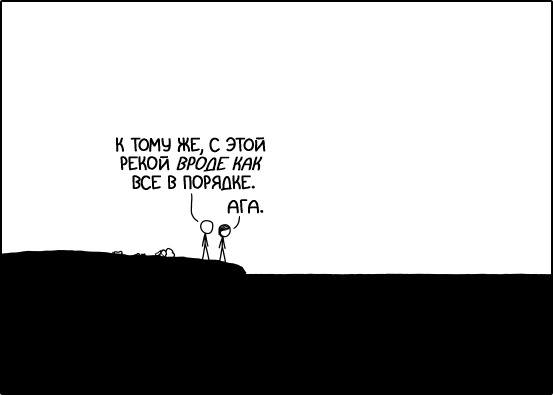 К ТОМУ ЖЕ, С ЭТОЙ
РЕКОЙ ВРОДЕ КАК
ВСЕ В ПОРЯДКЕ.
АГА.